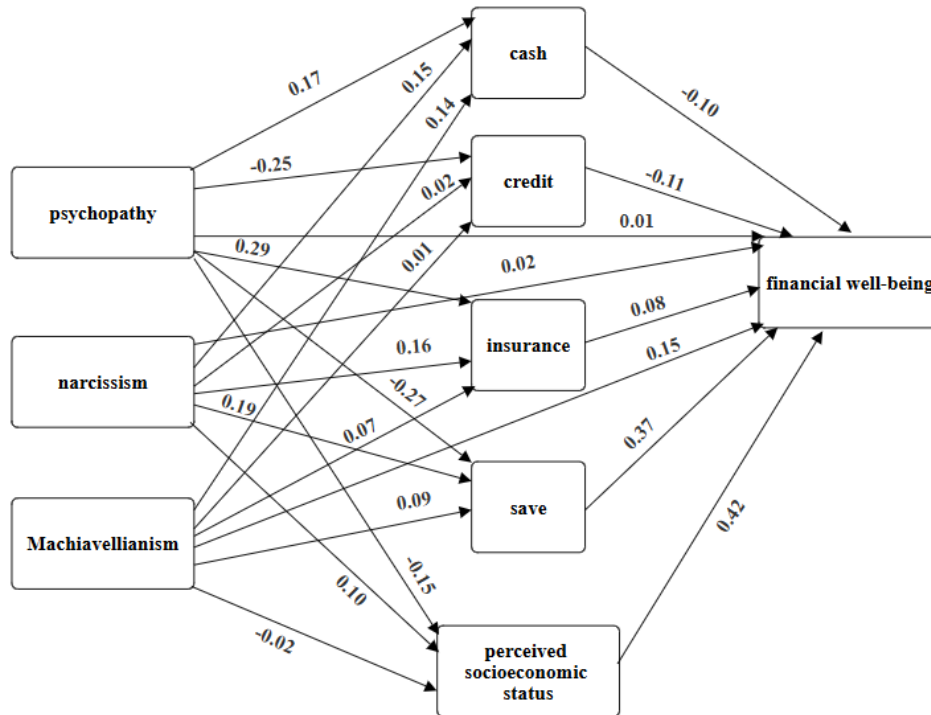 cash
0.17
0.15
0.14
-0.10
-0.25
0.02
credit
-0.11
psychopathy
0.01
0.29
0.01
0.02
financial well-being
0.08
insurance
0.16
0.15
narcissism
-0.27
0.19
0.07
0.37
save
0.09
0.42
Machiavellianism
-0.15
0.10
-0.02
perceived
socioeconomic
status